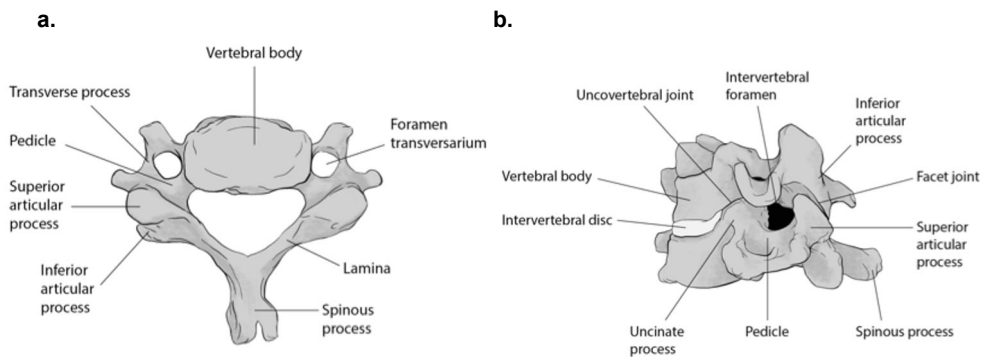 a.
Vertebral body
Transverse process
Pedicle
Superior
articular
process
Inferior
articular
process
Foramen
transversarium
Lamina
Spinous
process
b.
Uncovertebral joint
Intervertebral
foramen
Inferior
articular
process
Vertebral body
Facet joint
Intervertebral disc
Superior
articular
process
Uncinate
process
Pedicle
Spinous process